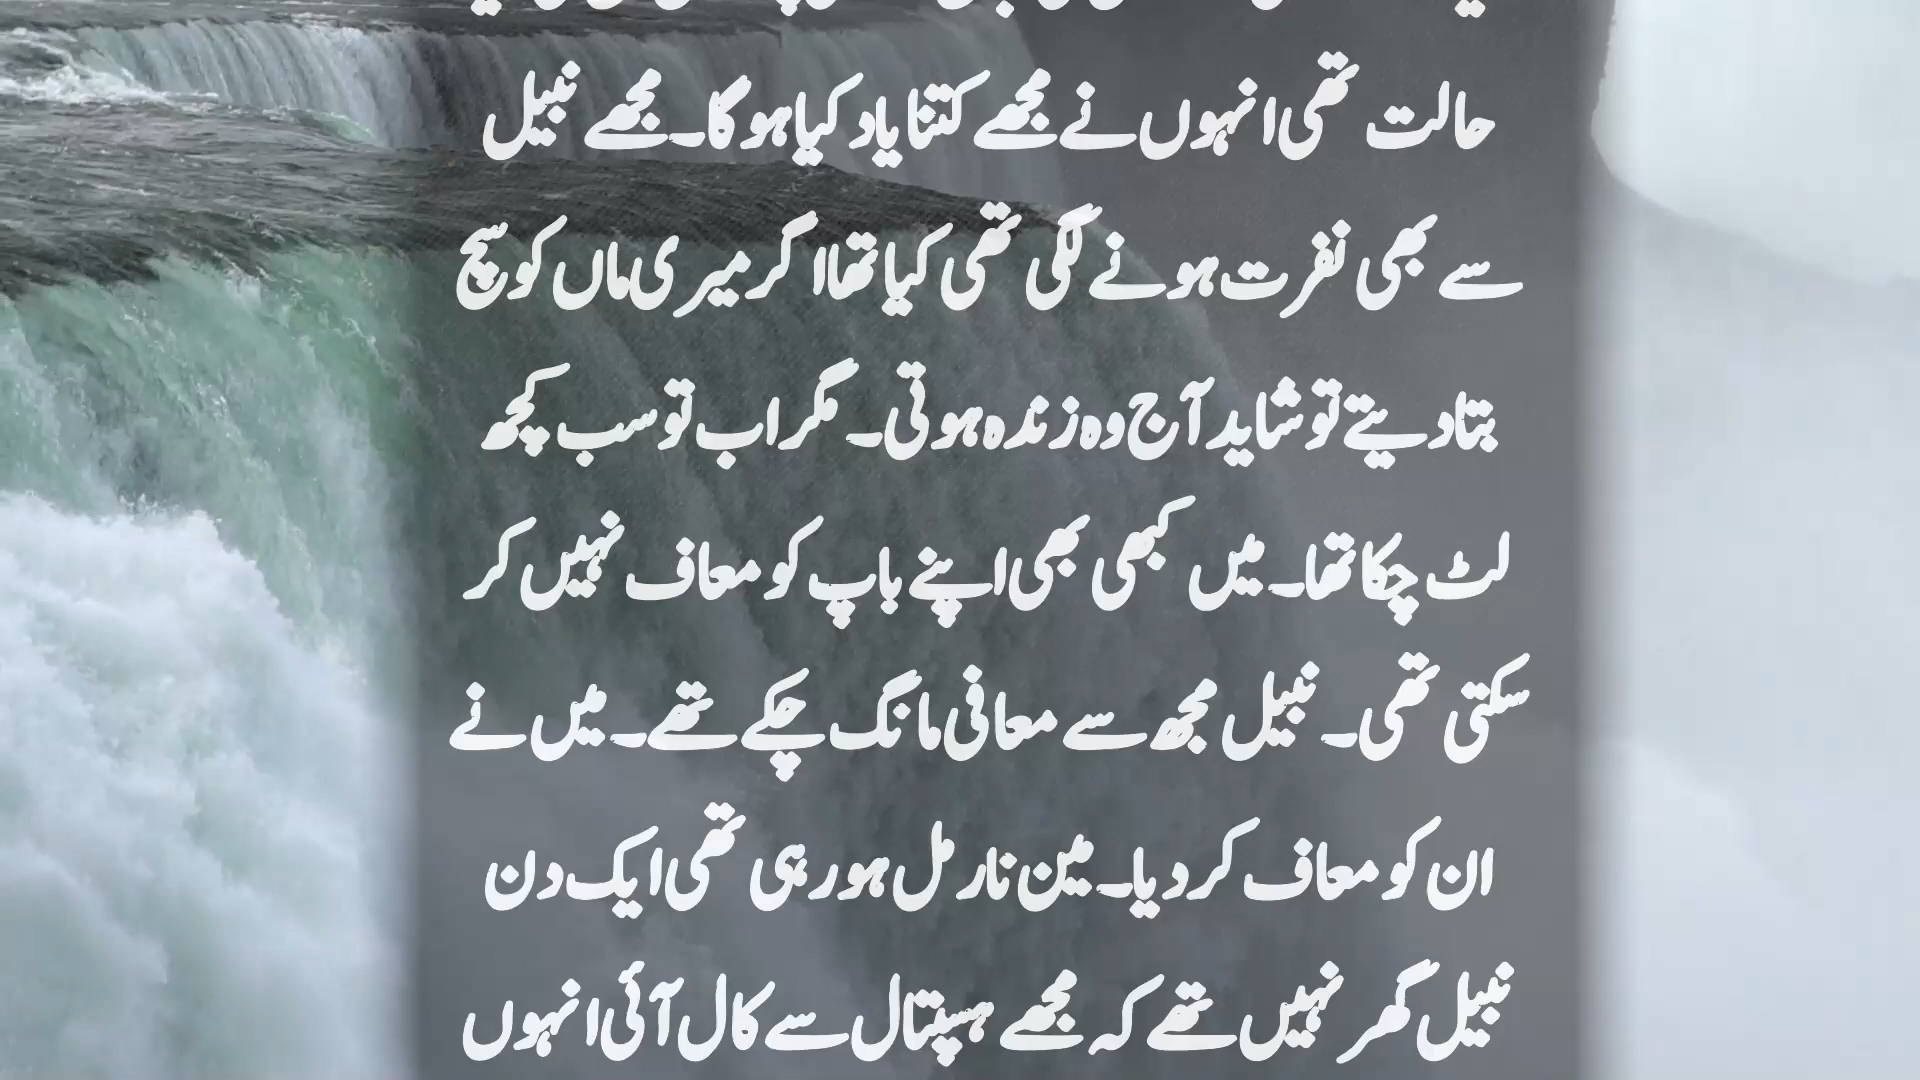 حالت تھی انہوں نے مجھے کتنا یاد کیا ہو گا۔ مجھے نبیل
سے بھی نفرت ہونے لگی تھی کیا تھا اگر میری ماں کو سچ
بتا دیتے تو شاید آج وہ زندہ ہوتی۔ مگر اب تو سب کچھ
لٹ چکا تھا۔ میں کبھی بھی اپنے باپ کو معاف نہیں کر
سکتی تھی۔ نبیل مجھ سے معافی مانگ چکے تھے۔ میں نے
ان کو معاف کر دیا۔ مین نارمل ہو رہی تھی ایک دن
نبیل گھر نہیں تھے کہ مجھے ہسپتال سے کال آئی انہوں